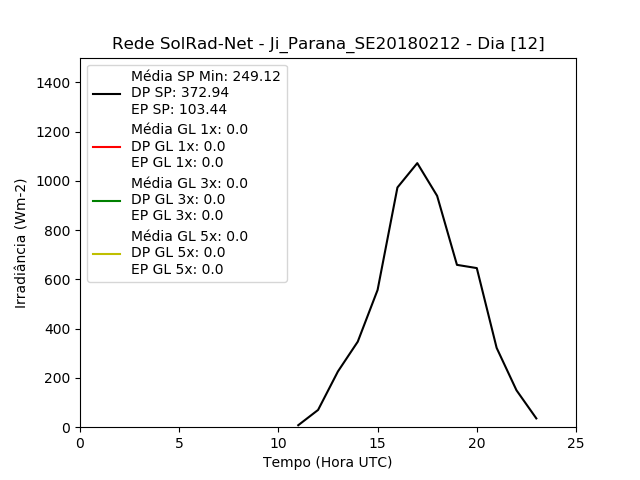 Rede SolRad-Net - Ji_Parana_SE20180212 - Dia [12]
Média SP Min: 249.12
DP SP: 372.94
EP SP: 103.44
Média GL 1x: 0.0
DP GL 1x: 0.0
EP GL 1x: 0.0
Média GL 3x: 0.0
DP GL 3x: 0.0
EP GL 3x: 0.0
Média GL 5x: 0.0
DP GL 5x: 0.0
EP GL 5x: 0.0
Irradiância (Wm-2)
1400
1200
1000
800
600
400
200
0
0 5 10 15 20 25
Tempo (Hora UTC)